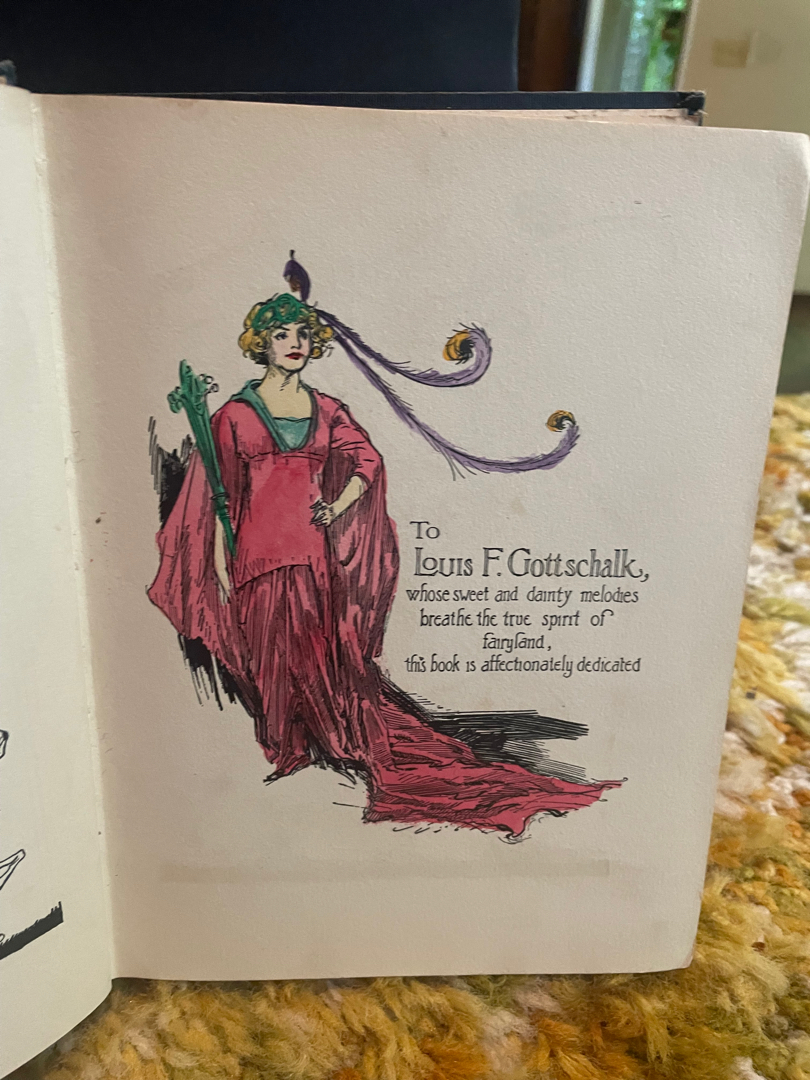 To
Louis F. Gottschalk,
whose sweet and dainty melodies
breathe the true spirit of
fairyland,
this book is affectionately dedicated